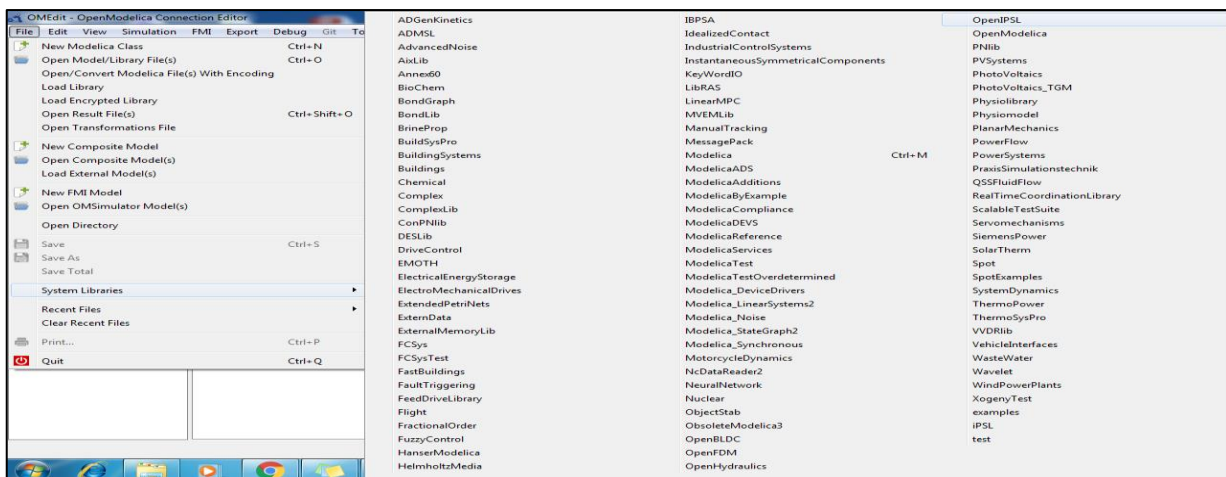 OMEdit - OpenModelica Connection Editor
File Edit View Simulation FMI Export Debug Git To
New Modelica Class Ctrl+N
Open Model/Library File(s) Ctrl+O
Open/Convert Modelica File(s) With Encoding
Load Library
Load Encrypted Library
Open Result File(s) Ctrl+Shift+O
Open Transformations File
New Composite Model
Open Composite Model(s)
Load External Model(s)
New FMI Model
Open OMSimulator Model(s)
Open Directory
Save Ctrl+S
Save As
Save Total
System Libraries
Recent Files
Clear Recent Files
Print... Ctrl+P
Quit Ctrl+Q
ADGenKinetics
ADMSL
AdvancedNoise
AixLib
Annex60
BioChem
BondGraph
BondLib
BrineProp
BuildSysPro
BuildingSystems
Buildings
Chemical
Complex
ComplexLib
ConPNlib
DESLib
DriveControl
EMOTH
ElectricalEnergyStorage
ElectroMechanicalDrives
ExtendedPetriNets
ExternData
ExternalMemoryLib
FCSys
FCSysTest
FastBuildings
FaultTriggering
FeedDriveLibrary
Flight
FractionalOrder
FuzzyControl
HanserModelica
HelmholtzMedia
IBPSA
IdealizedContact
IndustrialControlSystems
InstantaneousSymmetricalComponents
KeyWordIO
LibRAS
LinearMPC
MVEMLib
ManualTracking
MessagePack
Modelica Ctrl+M
ModelicaADS
ModelicaAdditions
ModelicaByExample
ModelicaCompliance
ModelicaDEVS
ModelicaReference
ModelicaServices
ModelicaTest
ModelicaTestOverdetermined
Modelica_DeviceDrivers
Modelica_LinearSystems2
Modelica_Noise
Modelica_StateGraph2
Modelica_Synchronous
MotorcycleDynamics
NcDataReader2
NeuralNetwork
Nuclear
ObjectStab
ObsoleteModelica3
OpenBLDC
OpenFDM
OpenHydraulics
OpenIPSL
OpenModelica
PNlib
PVSystems
PhotoVoltaics
PhotoVoltaics_TGM
Physiolibrary
Physiomodel
PlanarMechanics
PowerFlow
PowerSystems
PraxisSimulationstechnik
QSSFluidFlow
RealTimeCoordinationLibrary
ScalableTestSuite
Servomechanisms
SiemensPower
SolarTherm
Spot
SpotExamples
SystemDynamics
ThermoPower
ThermoSysPro
VVDRlib
VehicleInterfaces
WasteWater
Wavelet
WindPowerPlants
XogenyTest
examples
iPSL
test